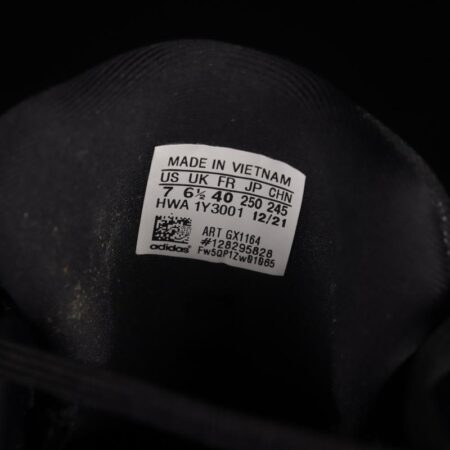 MADE IN VIETNAM
US UK FR JP CHN
7 6½ 40 250 245
HWA 1Y3001 12/21
ART GX1164
#128295828
adidas